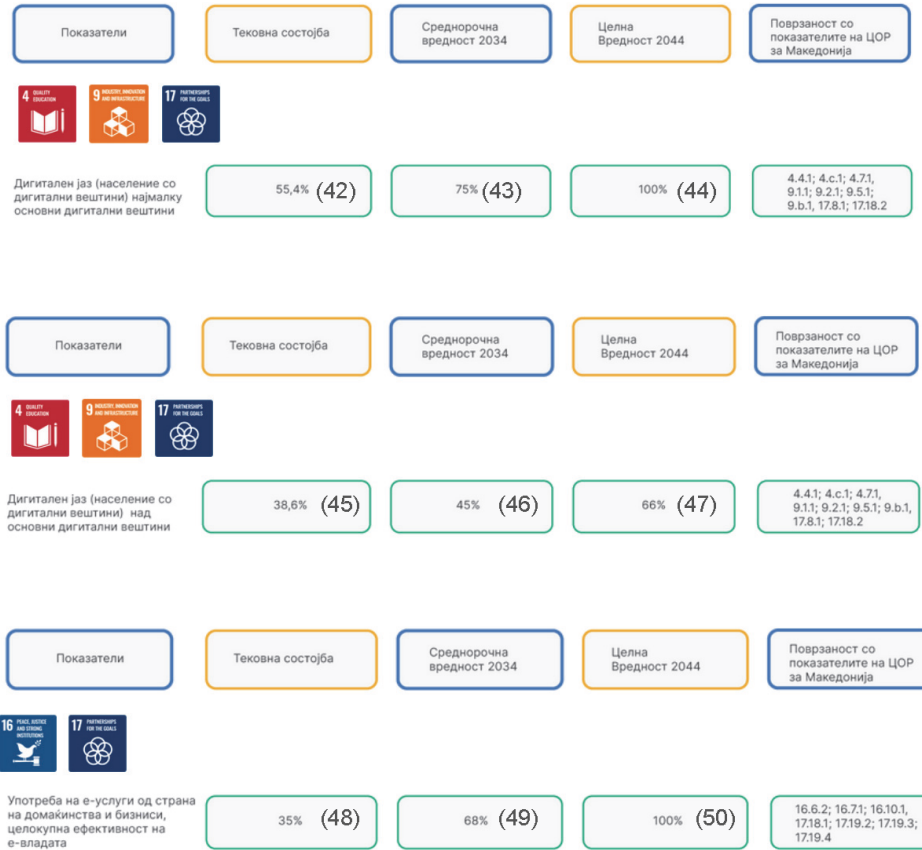 Показатели
Тековна состојба
Среднорочна
вредност 2034
Целна
Вредност 2044
Поврзаност со
показателите на ЦОР
за Македонија
4 QUALITY
EDUCATION
9 INDUSTRY, INNOVATION
AND INFRASTRUCTURE
17 PARTNERSHIPS
FOR THE GOALS
Дигитален јаз (население со
дигитални вештини) најмалку
основни дигитални вештини
55,4% (42)
75% (43)
100% (44)
4.4.1; 4.c.1; 4.7.1,
9.1.1; 9.2.1; 9.5.1;
9.b.1, 17.8.1; 17.18.2
Показатели
Тековна состојба
Среднорочна
вредност 2034
Целна
Вредност 2044
Поврзаност со
показателите на ЦОР
за Македонија
4 QUALITY
EDUCATION
9 INDUSTRY, INNOVATION
AND INFRASTRUCTURE
17 PARTNERSHIPS
FOR THE GOALS
Дигитален јаз (население со
дигитални вештини) над
основни дигитални вештини
38,6% (45)
45% (46)
66% (47)
4.4.1; 4.c.1; 4.7.1,
9.1.1; 9.2.1; 9.5.1; 9.b.1,
17.8.1; 17.18.2
Показатели
Тековна состојба
Среднорочна
вредност 2034
Целна
Вредност 2044
Поврзаност со
показателите на ЦОР
за Македонија
16 PEACE, JUSTICE
AND STRONG
INSTITUTIONS
17 PARTNERSHIPS
FOR THE GOALS
Употреба на е-услуги од страна
на домаќинства и бизниси,
целокупна ефективност на
е-владата
35% (48)
68% (49)
100% (50)
16.6.2; 16.7.1; 16.10.1,
17.18.1; 17.19.2; 17.19.3;
17.19.4